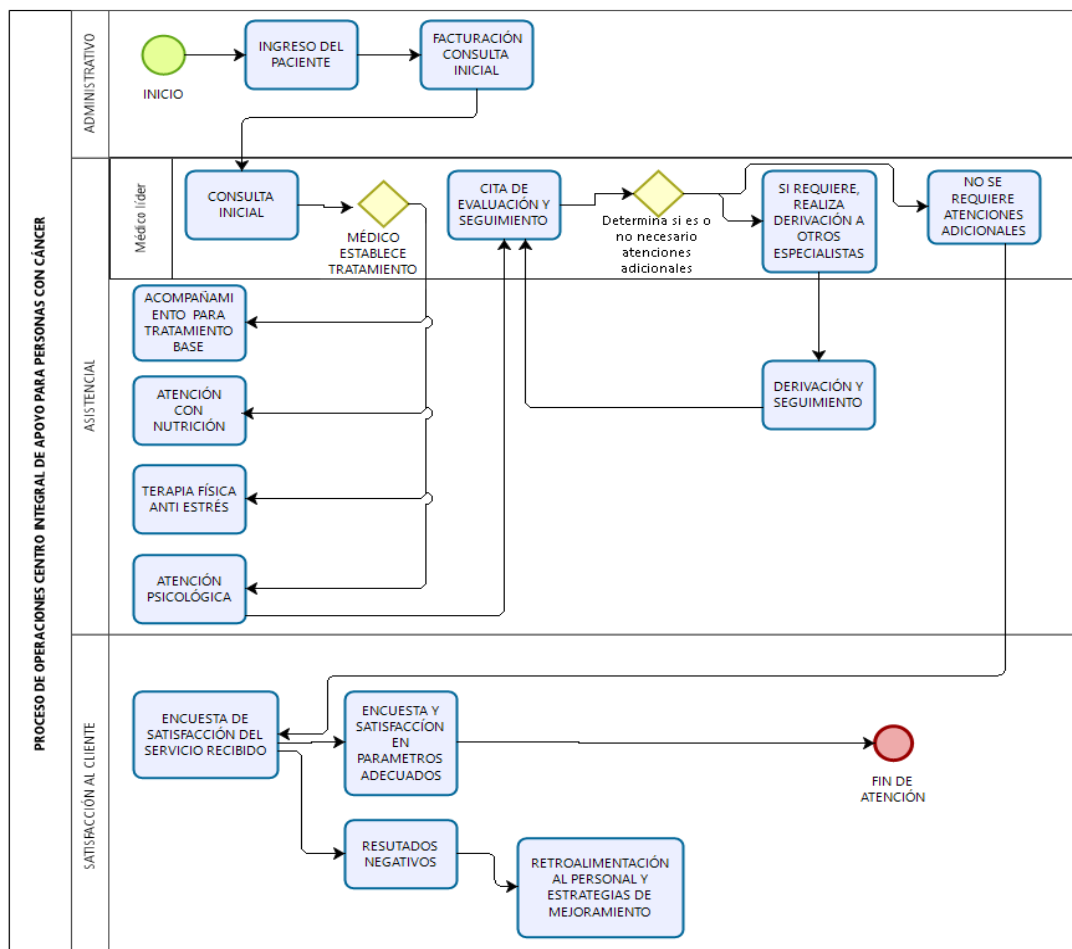 PROCESO DE OPERACIONES CENTRO INTEGRAL DE APOYO PARA PERSONAS CON CÁNCER
ADMINISTRATIVO
INICIO
INGRESO DEL
PACIENTE
FACTURACIÓN
CONSULTA
INICIAL
ASISTENCIAL
Médico líder
CONSULTA
INICIAL
MÉDICO
ESTABLECE
TRATAMIENTO
CITA DE
EVALUACIÓN Y
SEGUIMIENTO
Determina si es o
no necesario
atenciones
adicionales
SI REQUIERE,
REALIZA
DERIVACIÓN A
OTROS
ESPECIALISTAS
NO SE
REQUIERE
ATENCIONES
ADICIONALES
ACOMPAÑAMI
ENTO PARA
TRATAMIENTO
BASE
ATENCIÓN
CON
NUTRICIÓN
TERAPIA FÍSICA
ANTI ESTRÉS
ATENCIÓN
PSICOLÓGICA
DERIVACIÓN Y
SEGUIMIENTO
SATISFACCIÓN AL CLIENTE
ENCUESTA DE
SATISFACCIÓN DEL
SERVICIO RECIBIDO
ENCUESTA Y
SATISFACCÍON
EN
PARAMETROS
ADECUADOS
FIN DE
ATENCIÓN
RESUTADOS
NEGATIVOS
RETROALIMENTACIÓN
AL PERSONAL Y
ESTRATEGIAS DE
MEJORAMIENTO